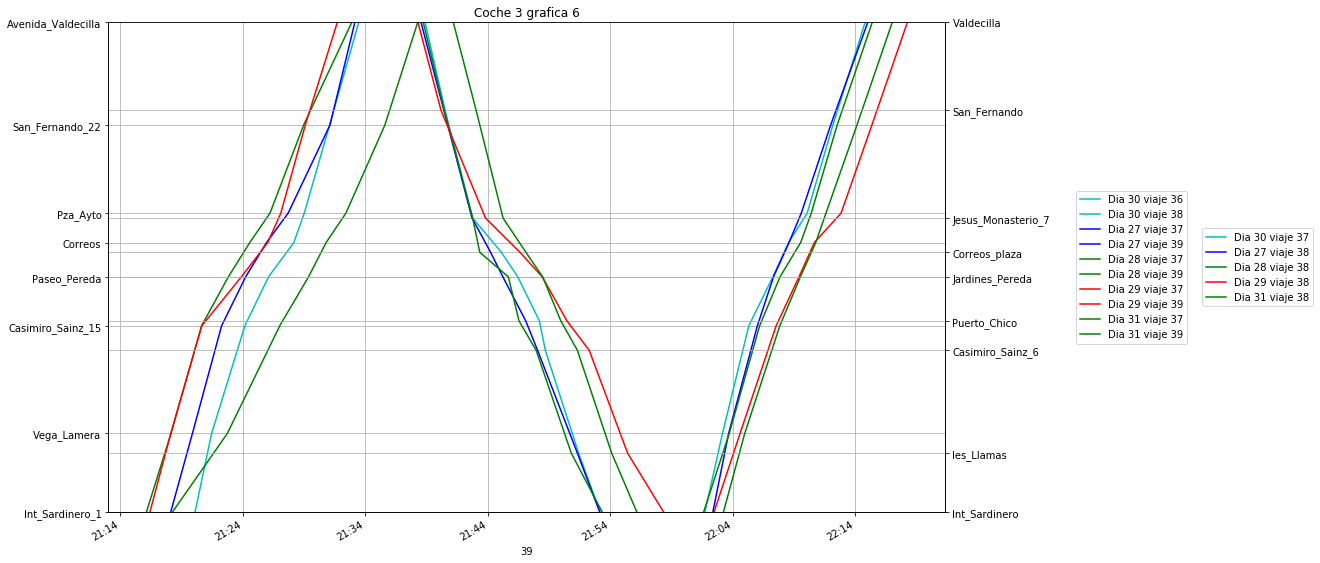 Coche 3 grafica 6
Avenida_Valdecilla
San_Fernando_22
Pza_Ayto
Correos
Paseo_Pereda
Casimiro_Sainz_15
Vega_Lamera
Int_Sardinero_1
Valdecilla
San_Fernando
Jesus_Monasterio_7
Correos_plaza
Jardines_Pereda
Puerto_Chico
Casimiro_Sainz_6
Ies_Llamas
Int_Sardinero
21:14
21:24
21:34
21:44
21:54
22:04
22:14
39
Dia 30 viaje 36
Dia 30 viaje 38
Dia 27 viaje 37
Dia 27 viaje 39
Dia 28 viaje 37
Dia 28 viaje 39
Dia 29 viaje 37
Dia 29 viaje 39
Dia 31 viaje 37
Dia 31 viaje 39
Dia 30 viaje 37
Dia 27 viaje 38
Dia 28 viaje 38
Dia 29 viaje 38
Dia 31 viaje 38